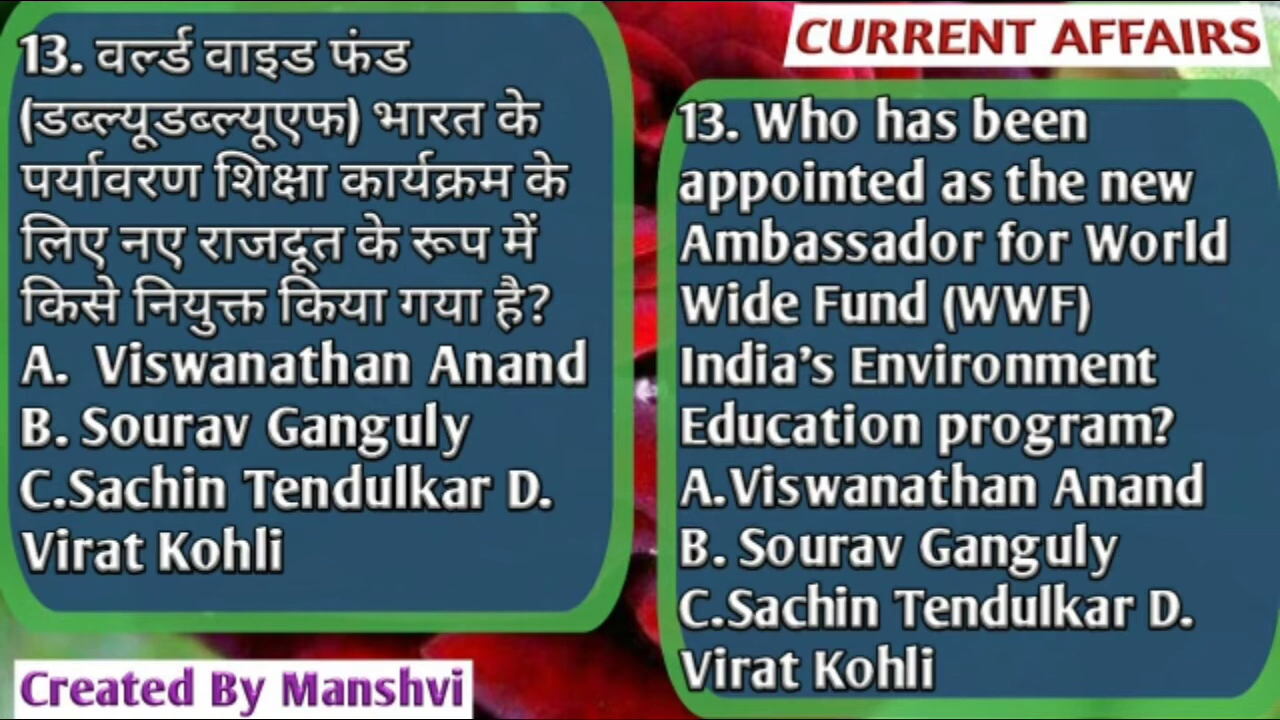 13. वर्ल्ड वाइड फंड
(डब्ल्यूडब्ल्यूएफ) भारत के
पर्यावरण शिक्षा कार्यक्रम के
लिए नए राजदूत के रूप में
किसे नियुक्त किया गया है?
A. Viswanathan Anand
B. Sourav Ganguly
C.Sachin Tendulkar D.
Virat Kohli
Created By Manshvi
CURRENT AFFAIRS
13. Who has been
appointed as the new
Ambassador for World
Wide Fund (WWF)
India’s Environment
Education program?
A.Viswanathan Anand
B. Sourav Ganguly
C.Sachin Tendulkar D.
Virat Kohli